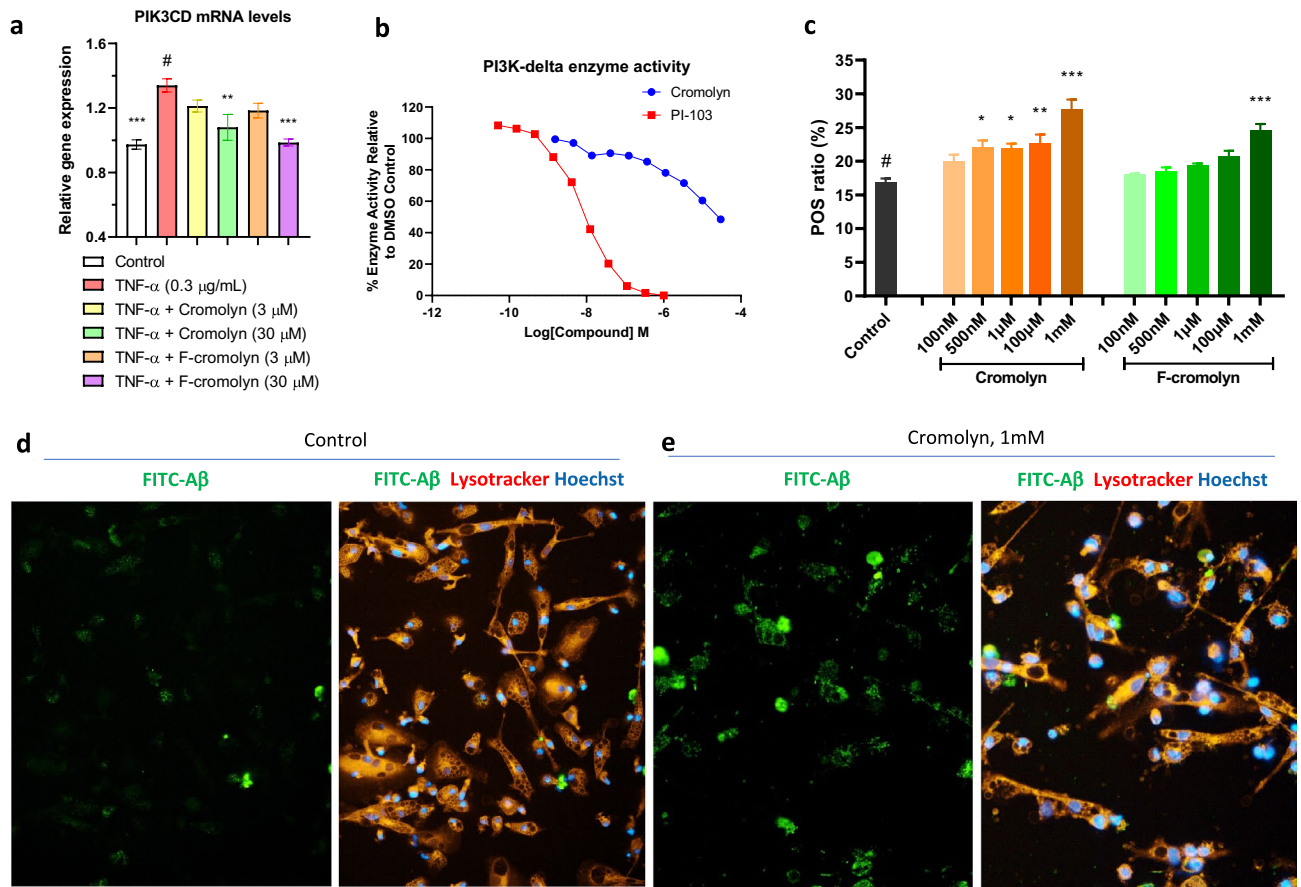 a
PIK3CD mRNA levels
Relative gene expression
1.6
1.2
0.8
0.4
***
#
**
***
Control
TNF-α (0.3 μg/mL)
TNF-α + Cromolyn (3 μM)
TNF-α + Cromolyn (30 μM)
TNF-α + F-cromolyn (3 μM)
TNF-α + F-cromolyn (30 μM)
b
PI3K-delta enzyme activity
% Enzyme Activity Relative
to DMSO Control
120
100
80
60
40
20
0
-12
-10
-8
-6
-4
Log[Compound] M
Cromolyn
PI-103
c
POS ratio (%)
35
30
25
20
15
10
5
0
#
*
*
**
***
***
Control
100nM
500nM
1μM
100μM
1mM
100nM
500nM
1μM
100μM
1mM
Cromolyn
F-cromolyn
d
Control
FITC-Aβ
FITC-Aβ Lysotracker Hoechst
e
Cromolyn, 1mM
FITC-Aβ
FITC-Aβ Lysotracker Hoechst